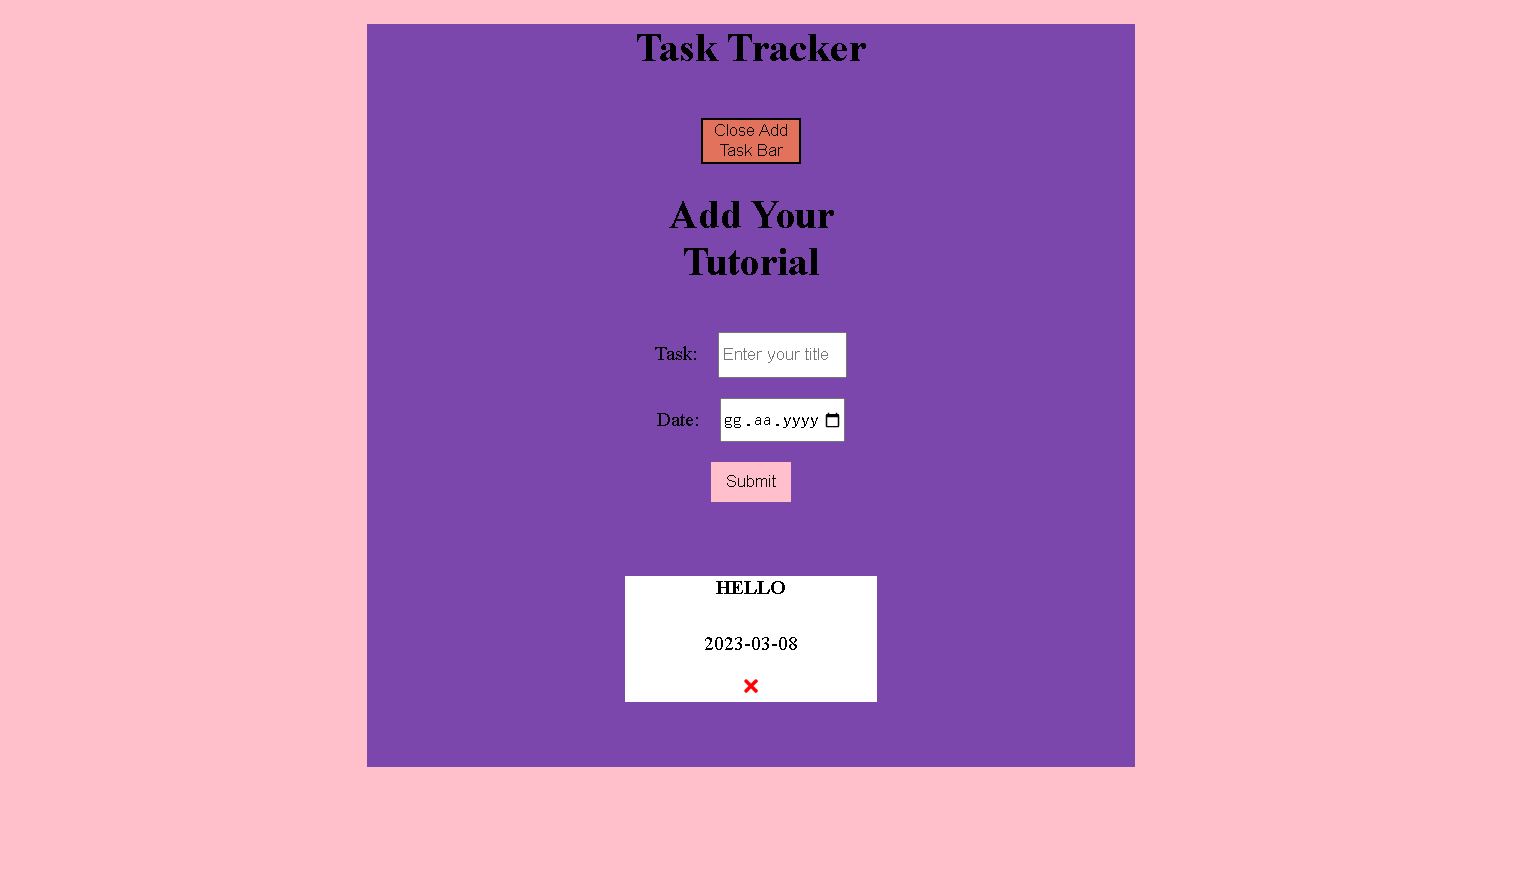 Task Tracker
Close Add
Task Bar
Add Your
Tutorial
Task: Enter your title
Date: gg.aa.yyyy
Submit
HELLO
2023-03-08